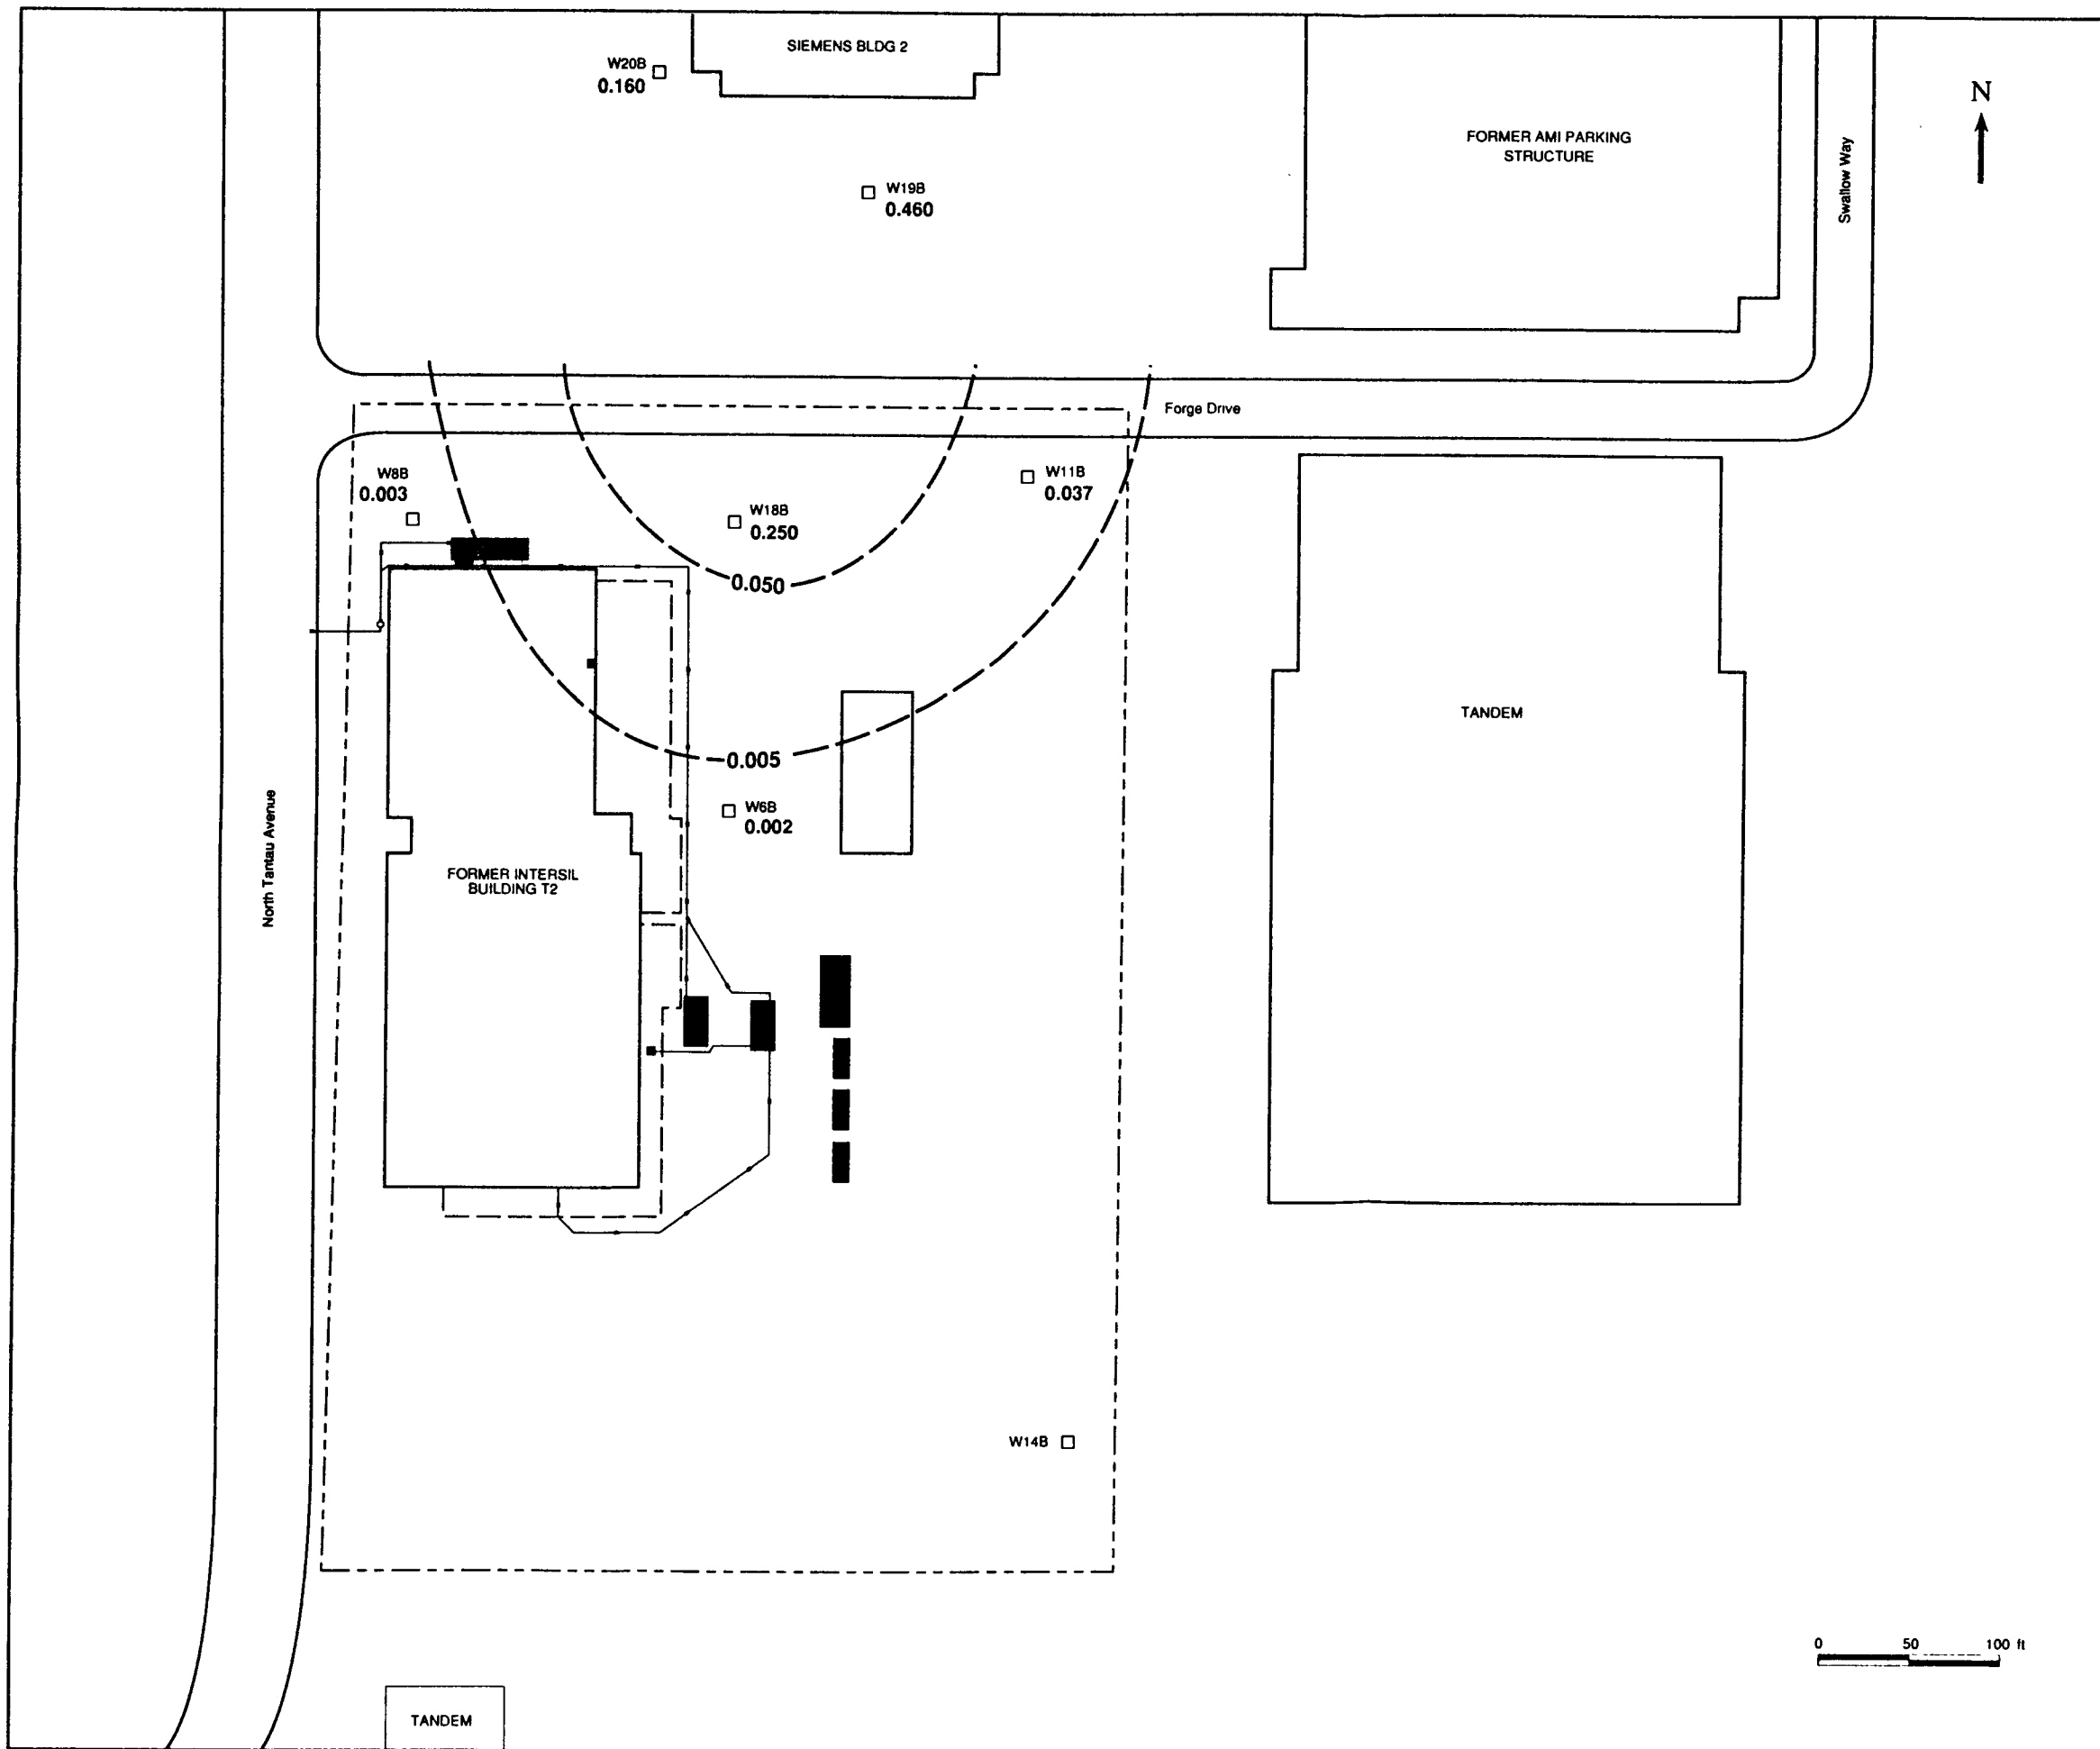 SIEMENS BLDG 2
W20B
0.160
N
FORMER AMI PARKING
STRUCTURE
Swallow Way
W19B
0.460
Forge Drive
W8B
0.003
W11B
0.037
W18B
0.250
0.050
TANDEM
0.005
W6B
0.002
North Tantau Avenue
FORMER INTERSIL
BUILDING T2
W14B
0 50 100 ft
TANDEM